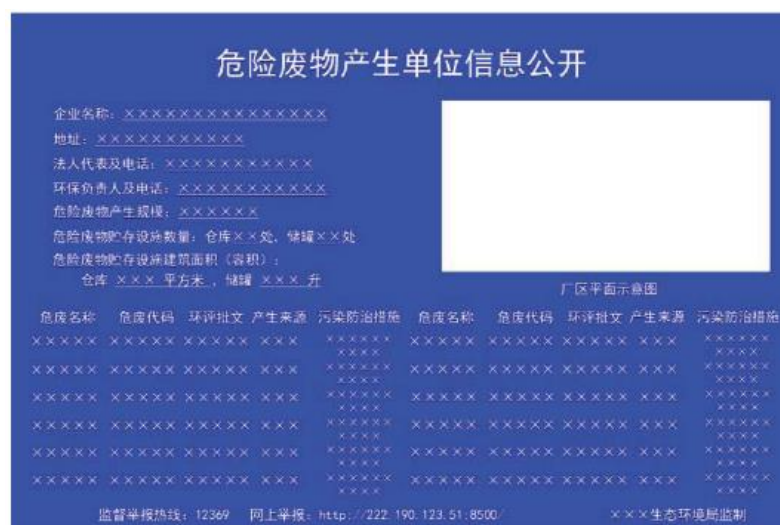 危险废物产生单位信息公开
企业名称：×××××××××××××××
地址：×××××××××××
法人代表及电话：×××××××××××
环保负责人及电话：×××××××××××
危险废物产生规模：××××××
危险废物贮存设施数量：仓库××处，储罐××处
危险废物贮存设施建筑面积（容积）：
仓库 ××× 平方米 ，储罐 ××× 升
厂区平面示意图
危废名称 危废代码 环评批文 产生来源 污染防治措施 危废名称 危废代码 环评批文 产生来源 污染防治措施
××××× ××××× ××××× ××× ×××××× ××××× ××××× ××××× ××× ××××××
×××× ××××
××××× ××××× ××××× ××× ×××××× ××××× ××××× ××××× ××× ××××××
×××× ××××
××××× ××××× ××××× ××× ×××××× ××××× ××××× ××××× ××× ××××××
×××× ××××
××××× ××××× ××××× ××× ×××××× ××××× ××××× ××××× ××× ××××××
×××× ××××
××××× ××××× ××××× ××× ×××××× ××××× ××××× ××××× ××× ××××××
×××× ××××
××××× ××××× ××××× ××× ×××××× ××××× ××××× ××××× ××× ××××××
×××× ××××
监督举报热线：12369 网上举报：http://222.190.123.51:8500/ ×××生态环境局监制